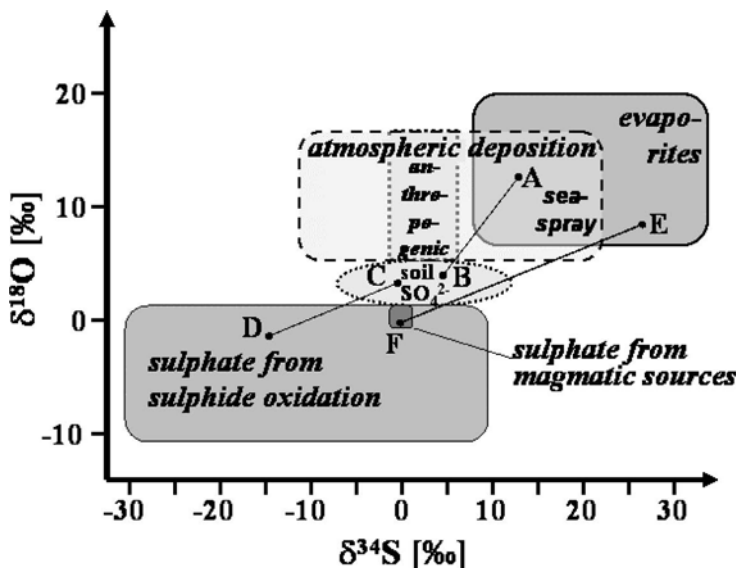 20
10
0
-10
δ¹⁸O [‰]
evapo-
rites
atmospheric deposition
an-
thro-
po-
genic
A
sea-
spray
E
C
soil
SO₄²⁻
B
D
F
sulphate from
sulphide oxidation
sulphate from
magmatic sources
-30
-20
-10
0
10
20
30
δ³⁴S [‰]